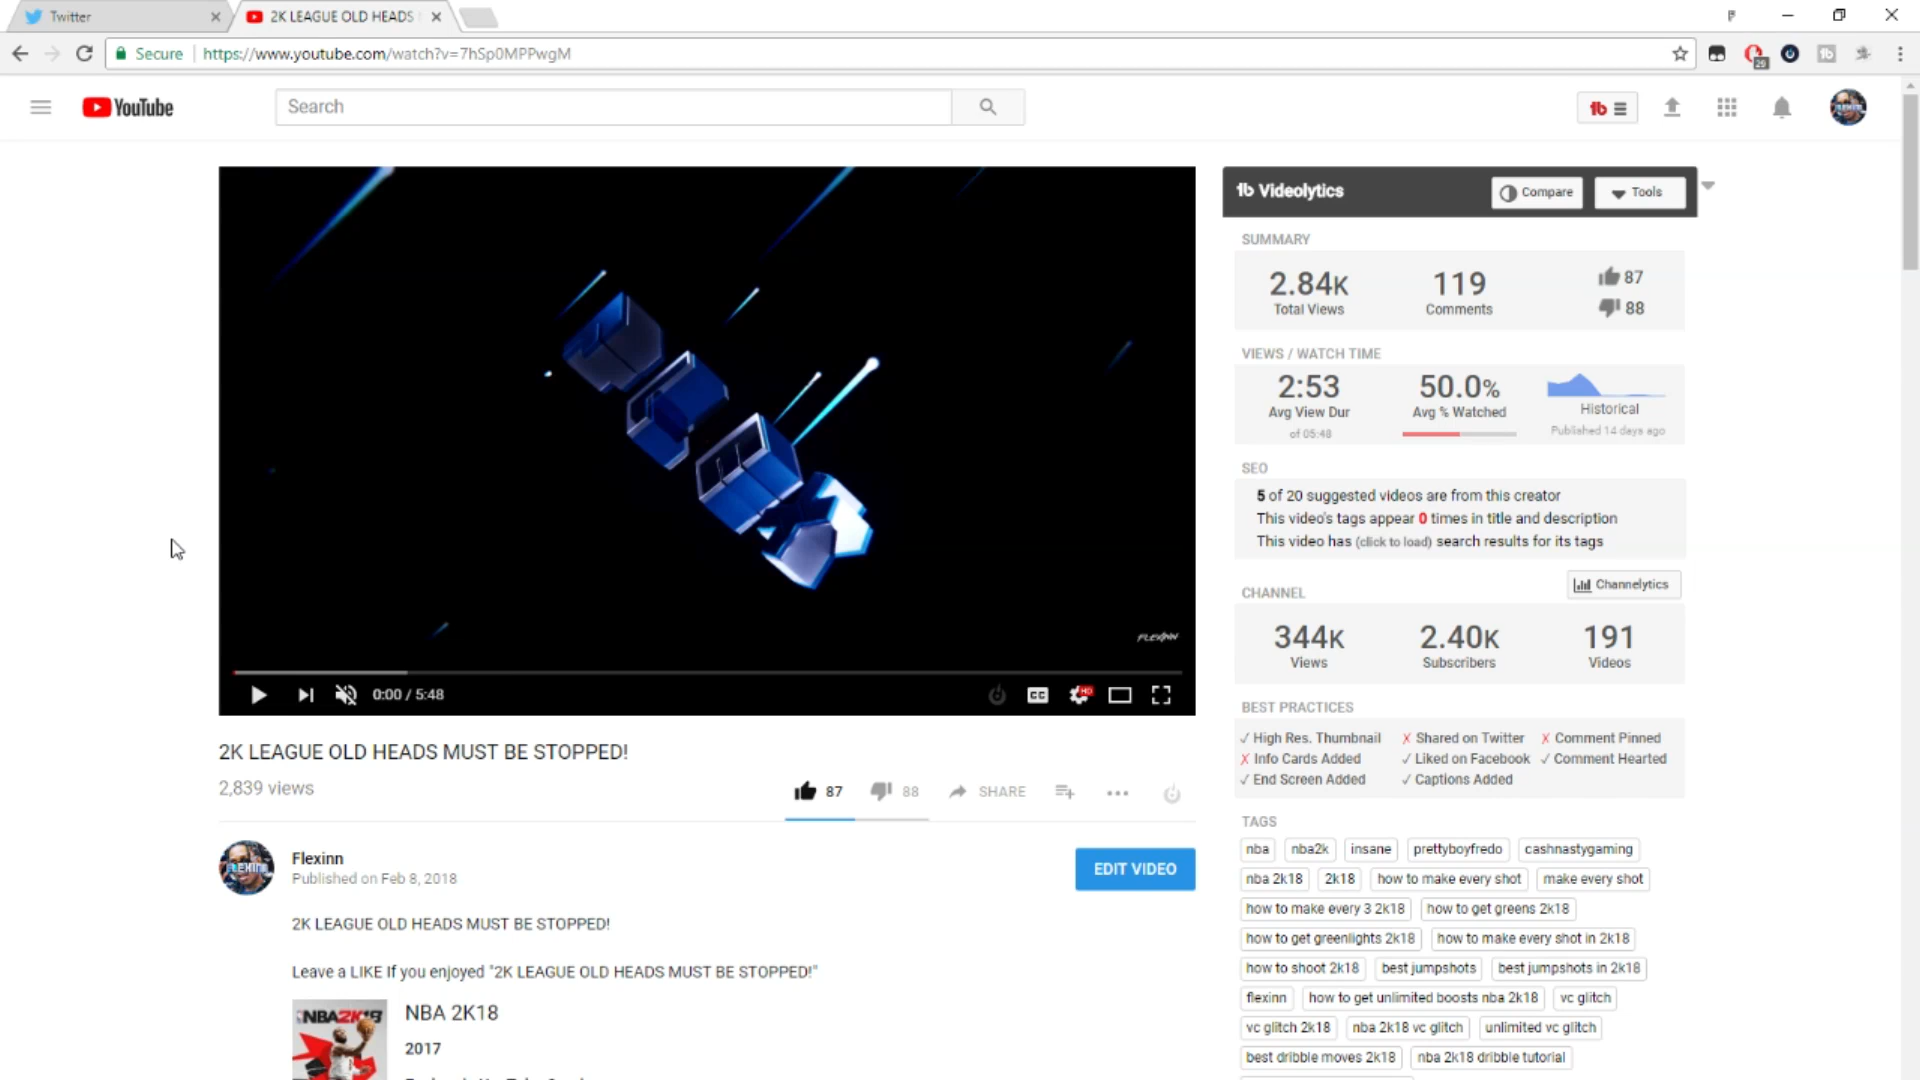 Twitter
2K LEAGUE OLD HEADS
Secure
https://www.youtube.com/watch?v=7hSp0MPPwgM
29
YouTube
Search
FLEXINN
0:00 / 5:48
CC
HD
2K LEAGUE OLD HEADS MUST BE STOPPED!
2,839 views
87
88
SHARE
Flexinn
Published on Feb 8, 2018
EDIT VIDEO
2K LEAGUE OLD HEADS MUST BE STOPPED!
Leave a LIKE If you enjoyed "2K LEAGUE OLD HEADS MUST BE STOPPED!"
NBA2K18
NBA 2K18
2017
Videolytics
Compare
Tools
SUMMARY
2.84K 119 87
Total Views Comments 88
VIEWS / WATCH TIME
2:53 50.0%
Avg View Dur Avg % Watched Historical
of 05:48 Published 14 days ago
SEO
5 of 20 suggested videos are from this creator
This video's tags appear 0 times in title and description
This video has (click to load) search results for its tags
CHANNEL Channelytics
344K 2.40K 191
Views Subscribers Videos
BEST PRACTICES
✓ High Res. Thumbnail ✗ Shared on Twitter ✗ Comment Pinned
✗ Info Cards Added ✓ Liked on Facebook ✓ Comment Hearted
✓ End Screen Added ✓ Captions Added
TAGS
nba nba2k insane prettyboyfredo cashnastygaming
nba 2k18 2k18 how to make every shot make every shot
how to make every 3 2k18 how to get greens 2k18
how to get greenlights 2k18 how to make every shot in 2k18
how to shoot 2k18 best jumpshots best jumpshots in 2k18
flexinn how to get unlimited boosts nba 2k18 vc glitch
vc glitch 2k18 nba 2k18 vc glitch unlimited vc glitch
best dribble moves 2k18 nba 2k18 dribble tutorial